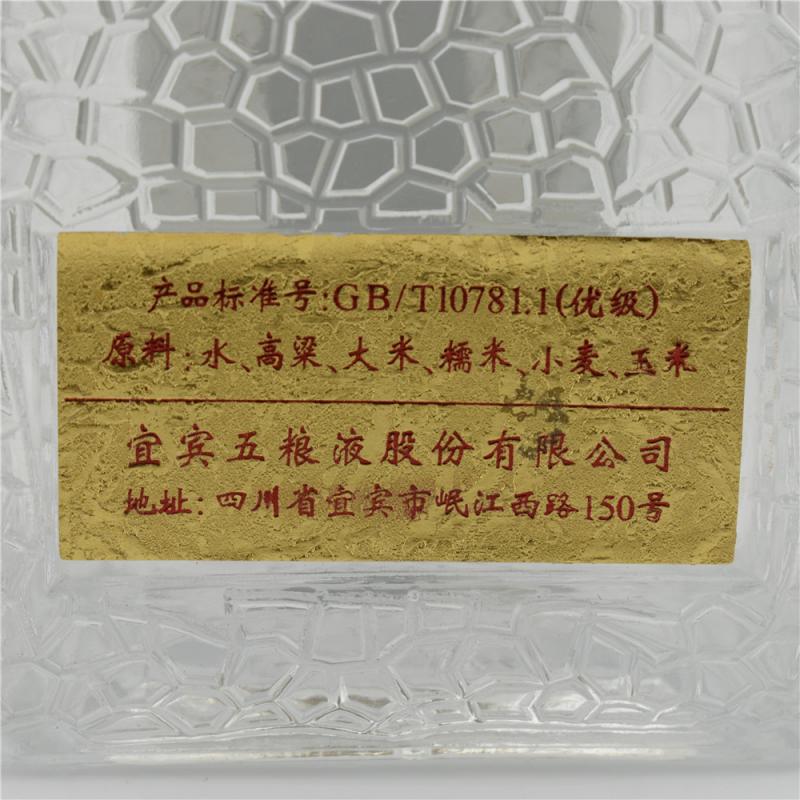 产品标准号:GB/T10781.1(优级)
原料:水、高粱、大米、糯米、小麦、玉米
宜宾五粮液股份有限公司
地址:四川省宜宾市岷江西路150号